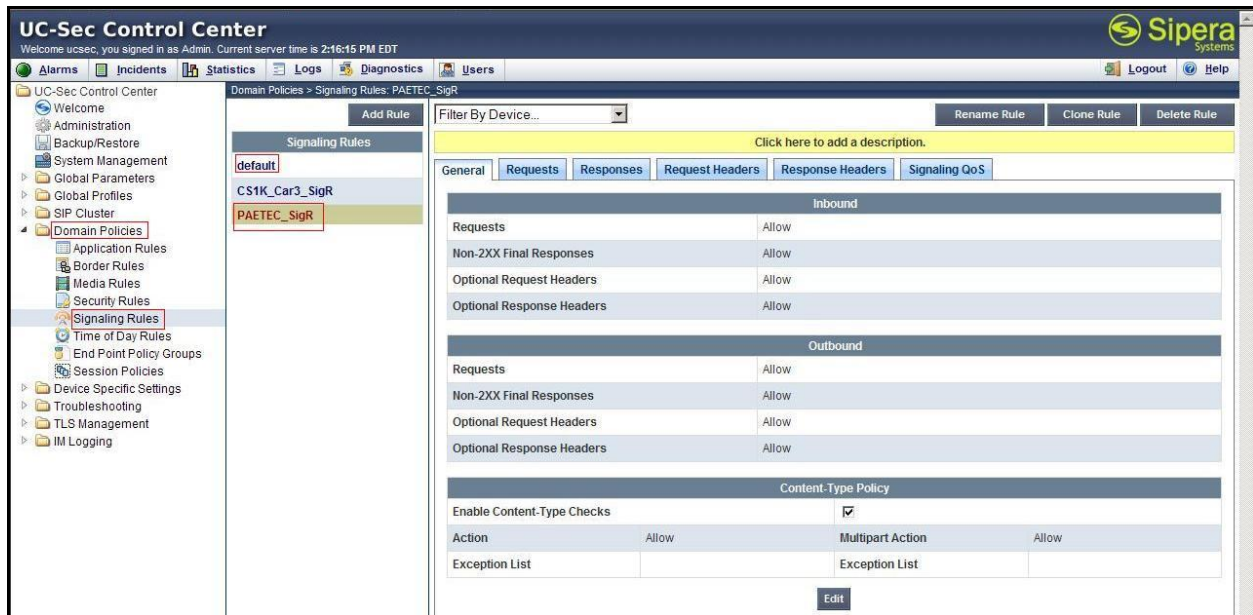 UC-Sec Control Center
Welcome ucsec, you signed in as Admin. Current server time is 2:16:15 PM EDT
Sipera
Systems
Alarms Incidents Statistics Logs Diagnostics Users Logout Help
UC-Sec Control Center
Welcome
Administration
Backup/Restore
System Management
Global Parameters
Global Profiles
SIP Cluster
Domain Policies
Application Rules
Border Rules
Media Rules
Security Rules
Signaling Rules
Time of Day Rules
End Point Policy Groups
Session Policies
Device Specific Settings
Troubleshooting
TLS Management
IM Logging
Domain Policies > Signaling Rules: PAETEC_SigR
Add Rule
Signaling Rules
default
CS1K_Car3_SigR
PAETEC_SigR
Filter By Device...
Rename Rule Clone Rule Delete Rule
Click here to add a description.
General Requests Responses Request Headers Response Headers Signaling QoS
Inbound
Requests Allow
Non-2XX Final Responses Allow
Optional Request Headers Allow
Optional Response Headers Allow
Outbound
Requests Allow
Non-2XX Final Responses Allow
Optional Request Headers Allow
Optional Response Headers Allow
Content-Type Policy
Enable Content-Type Checks
Action Allow Multipart Action Allow
Exception List Exception List
Edit